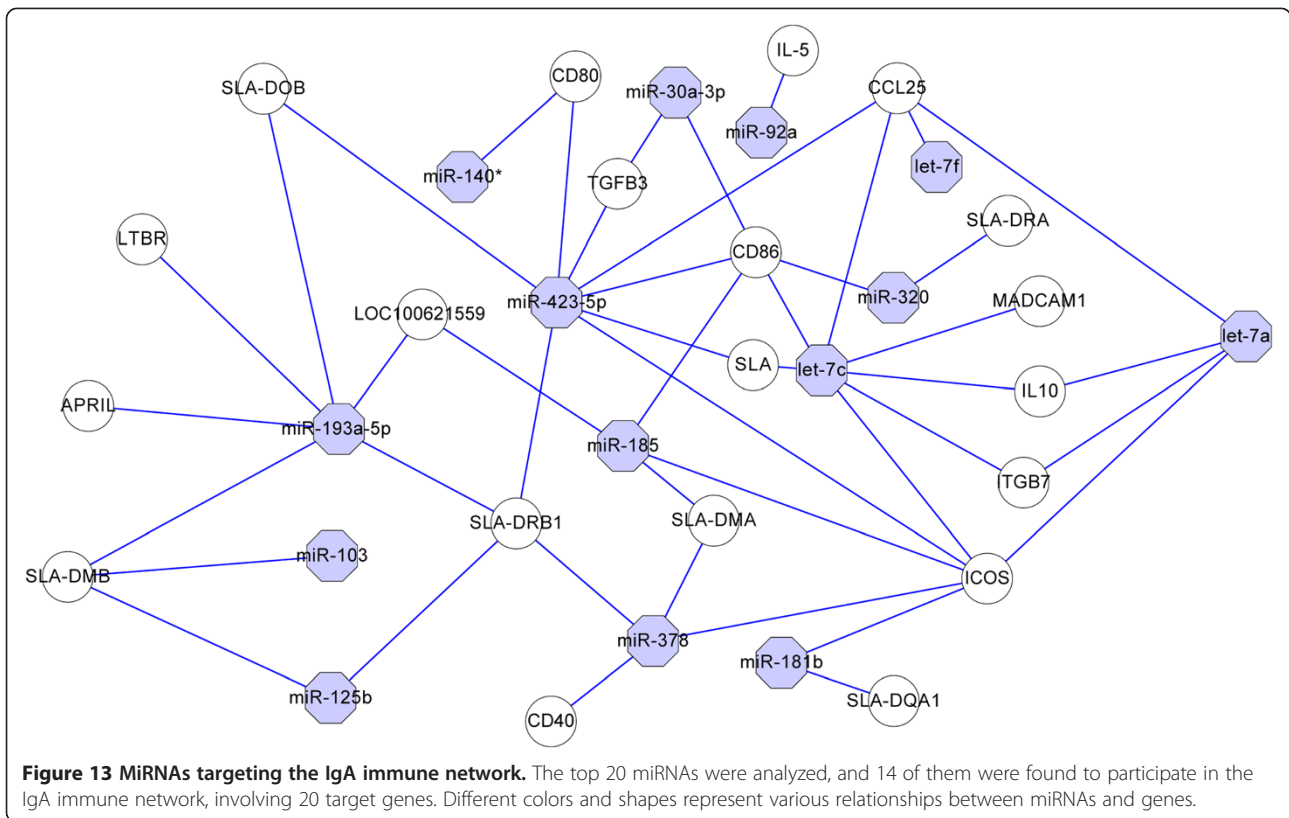 IL-5
CD80
SLA-DOB
miR-30a-3p
CCL25
miR-92a
let-7f
miR-140*
TGFB3
SLA-DRA
LTBR
CD86
miR-423-5p
miR-320
MADCAM1
LOC100621559
let-7a
SLA
let-7c
IL10
APRIL
miR-193a-5p
miR-185
ITGB7
SLA-DRB1
SLA-DMA
miR-103
SLA-DMB
ICOS
miR-378
miR-181b
miR-125b
CD40
SLA-DQA1
Figure 13 MiRNAs targeting the IgA immune network. The top 20 miRNAs were analyzed, and 14 of them were found to participate in the
IgA immune network, involving 20 target genes. Different colors and shapes represent various relationships between miRNAs and genes.